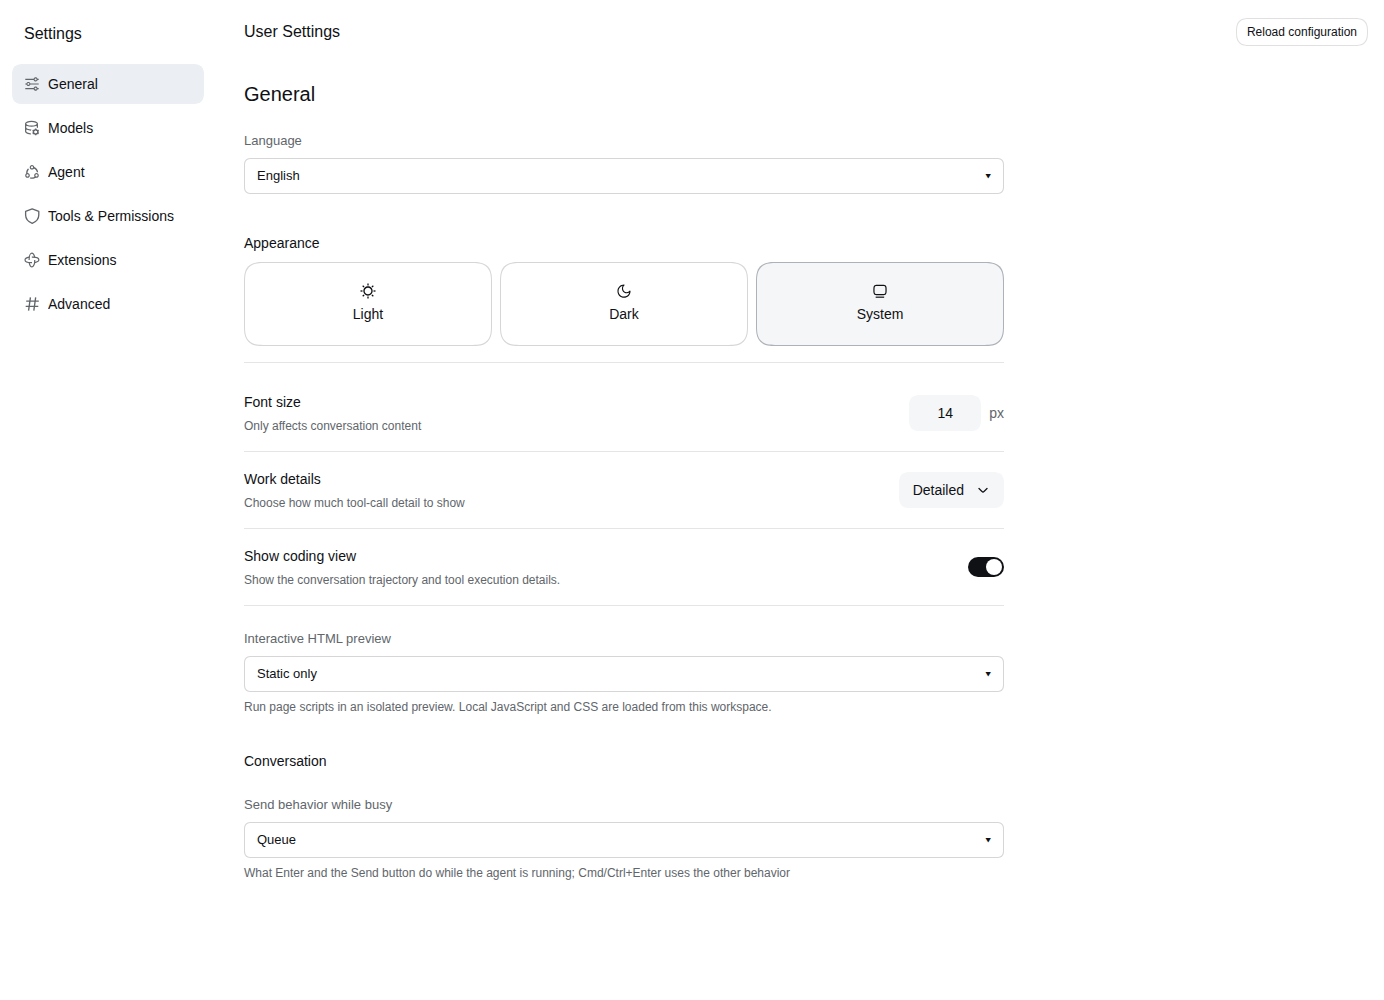 Settings
General
Models
Agent
Tools & Permissions
Extensions
Advanced
User Settings
Reload configuration
General
Language
English
Appearance
Light
Dark
System
Font size
Only affects conversation content
14 px
Work details
Choose how much tool-call detail to show
Detailed
Show coding view
Show the conversation trajectory and tool execution details.
Interactive HTML preview
Static only
Run page scripts in an isolated preview. Local JavaScript and CSS are loaded from this workspace.
Conversation
Send behavior while busy
Queue
What Enter and the Send button do while the agent is running; Cmd/Ctrl+Enter uses the other behavior